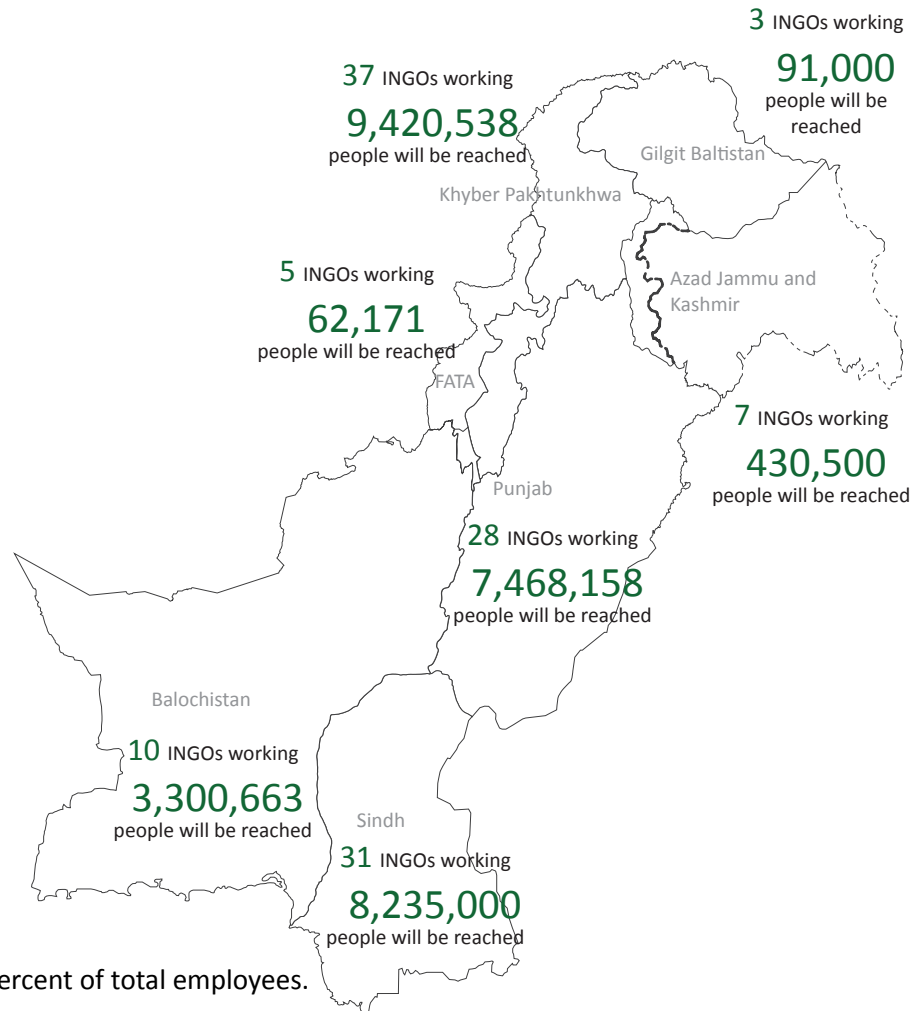 3 INGOs working
91,000
people will be
reached
37 INGOs working
9,420,538
people will be reached
Gilgit Baltistan
Khyber Pakhtunkhwa
5 INGOs working
62,171
people will be reached
Azad Jammu and
Kashmir
FATA
7 INGOs working
430,500
people will be reached
Punjab
28 INGOs working
7,468,158
people will be reached
Balochistan
10 INGOs working
3,300,663
people will be reached
Sindh
31 INGOs working
8,235,000
people will be reached
ercent of total employees.